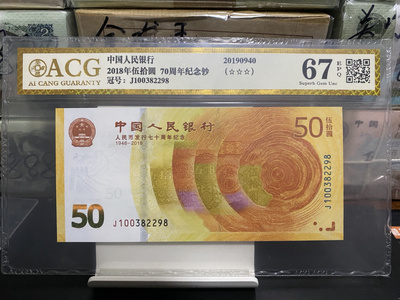 ACG
AI CANG GUARANTY
中国人民银行
20190940
2018年伍拾圆 70周年纪念钞
(☆☆☆)
冠号: J100382298
67 EPQ
Superb Gem Unc
中国人民银行
人民币发行七十周年纪念
1948-2018
50 伍拾圆
J100382298
50
J100382298